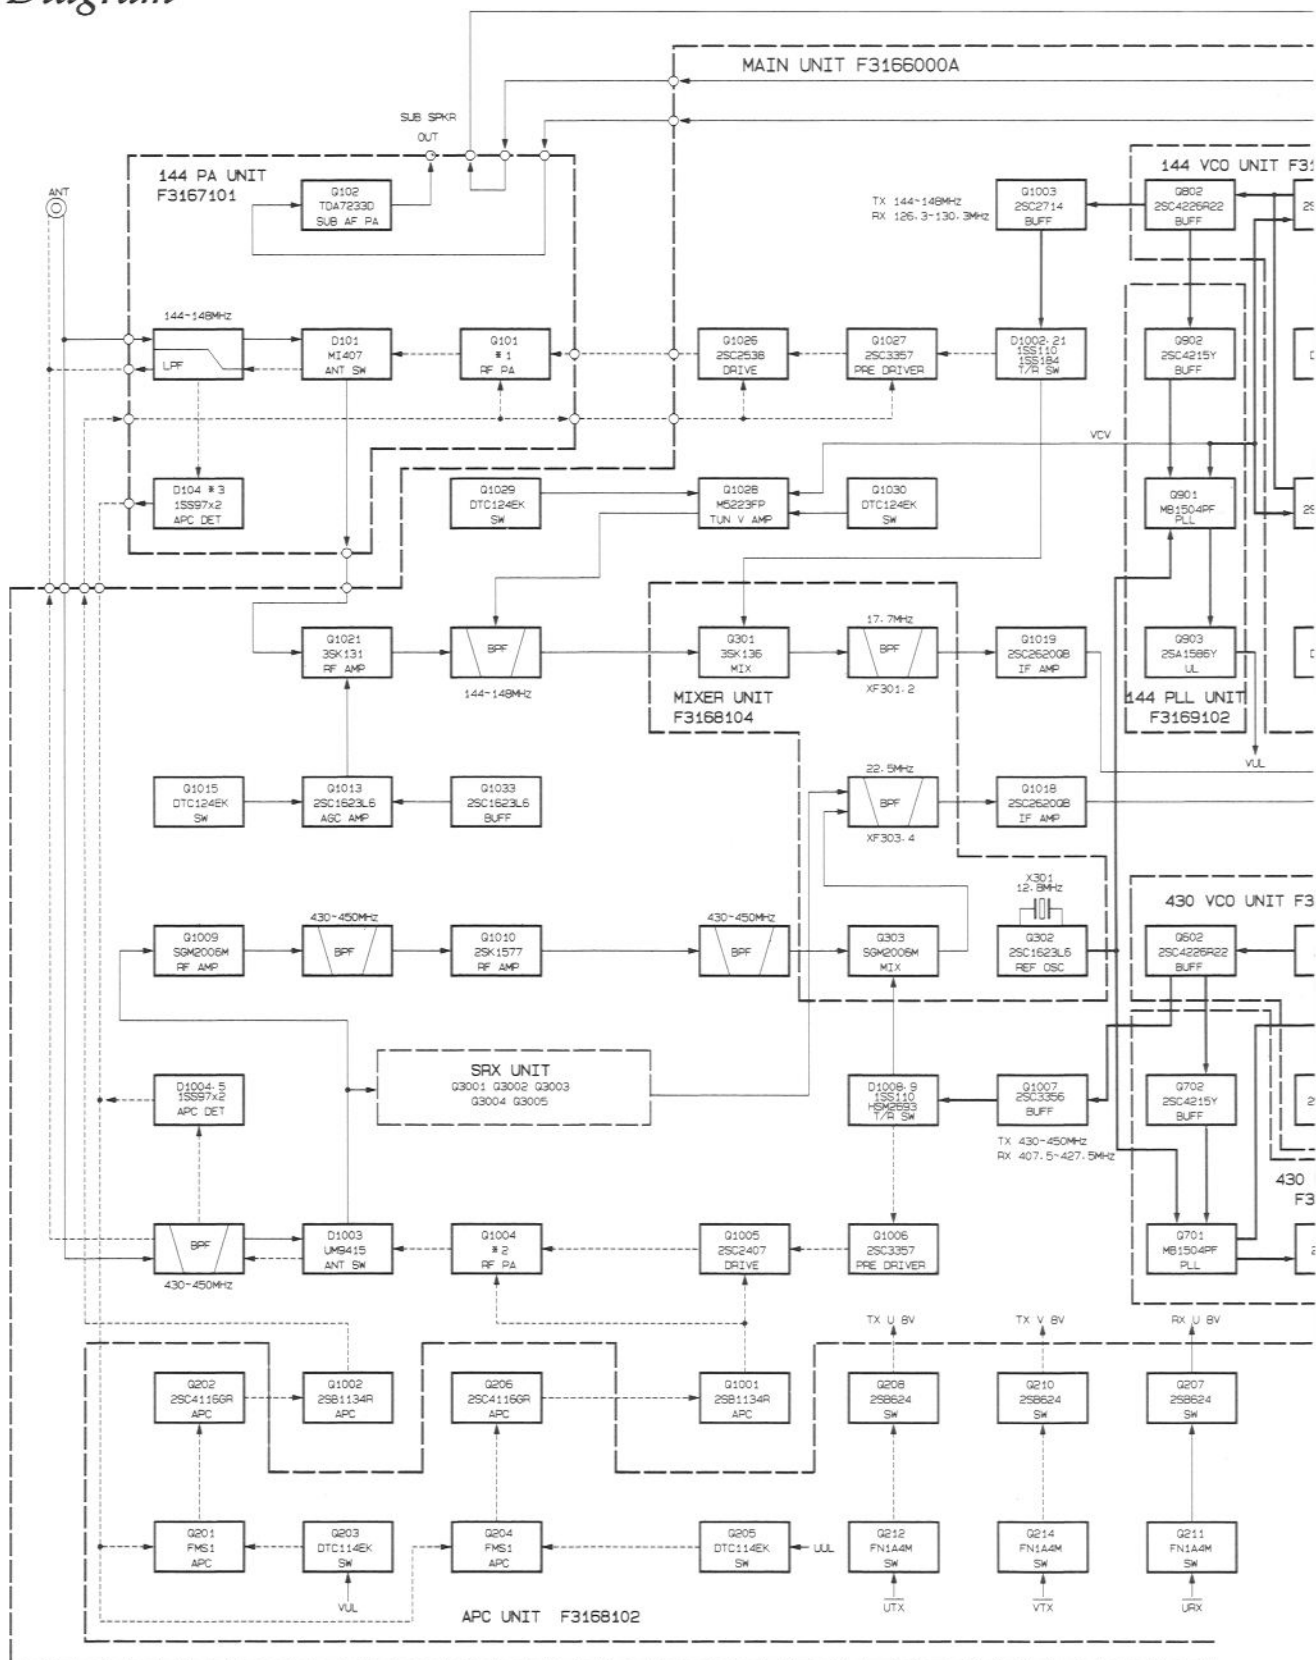 Diagram
MAIN UNIT F3166000A
SUB SPKR
OUT
144 PA UNIT
F3167101
Q102
TDA7233D
SUB AF PA
ANT
TX 144~148MHz
RX 126.3~130.3MHz
Q1003
2SC2714
BUFF
144 VCO UNIT F31
Q802
2SC4226R22
BUFF
144~148MHz
LPF
D101
MI407
ANT SW
Q101
*1
RF PA
Q1026
2SC2538
DRIVE
Q1027
2SC3357
PRE DRIVER
D1002.21
1SS110
1SS184
T/R SW
Q902
2SC4215Y
BUFF
VCV
D104 *3
1SS97x2
APC DET
Q1029
DTC124EK
SW
Q1028
M5223FP
TUN V AMP
Q1030
DTC124EK
SW
Q901
MB1504PF
PLL
Q1021
3SK131
RF AMP
BPF
144~148MHz
Q301
3SK136
MIX
17.7MHz
BPF
XF301.2
Q1019
2SC2620QB
IF AMP
Q903
2SA1586Y
UL
MIXER UNIT
F3168104
144 PLL UNIT
F3169102
VUL
Q1015
DTC124EK
SW
Q1013
2SC1623L6
AGC AMP
Q1033
2SC1623L6
BUFF
22.5MHz
BPF
XF303.4
Q1018
2SC2620QB
IF AMP
X301
12.8MHz
430 VCO UNIT F3
Q1009
SGM2006M
RF AMP
430~450MHz
BPF
Q1010
2SK1577
RF AMP
430~450MHz
BPF
Q303
SGM2006M
MIX
Q302
2SC1623L6
REF OSC
Q602
2SC4226R22
BUFF
SRX UNIT
Q3001 Q3002 Q3003
Q3004 Q3005
D1004.5
1SS97x2
APC DET
D1008.9
1SS110
HSM2693
T/R SW
Q1007
2SC3356
BUFF
TX 430~450MHz
RX 407.5~427.5MHz
Q702
2SC4215Y
BUFF
430
F3
BPF
430~450MHz
D1003
UM9415
ANT SW
Q1004
*2
RF PA
Q1005
2SC2407
DRIVE
Q1006
2SC3357
PRE DRIVER
Q701
MB1504PF
PLL
TX U 8V
TX V 8V
RX U 8V
Q202
2SC4116GR
APC
Q1002
2SB1134R
APC
Q206
2SC4116GR
APC
Q1001
2SB1134R
APC
Q208
2SB624
SW
Q210
2SB624
SW
Q207
2SB624
SW
Q201
FMS1
APC
Q203
DTC114EK
SW
Q204
FMS1
APC
Q205
DTC114EK
SW
UUL
Q212
FN1A4M
SW
Q214
FN1A4M
SW
Q211
FN1A4M
SW
VUL
UTX
VTX
URX
APC UNIT F3168102